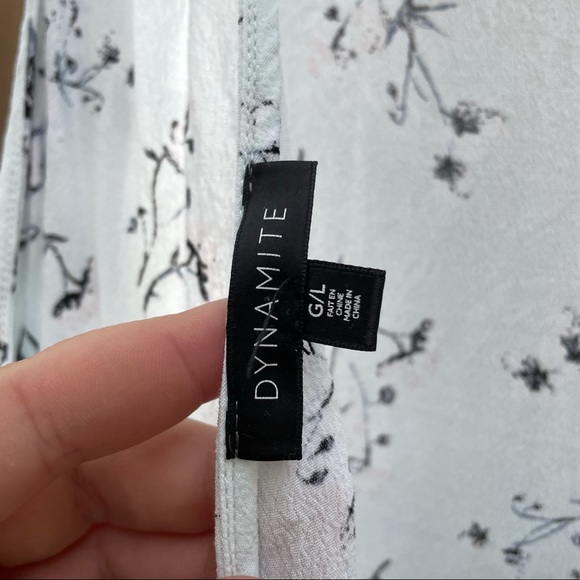 DYNAMITE
G/L
FAIT EN
CHINE
MADE IN
CHINA